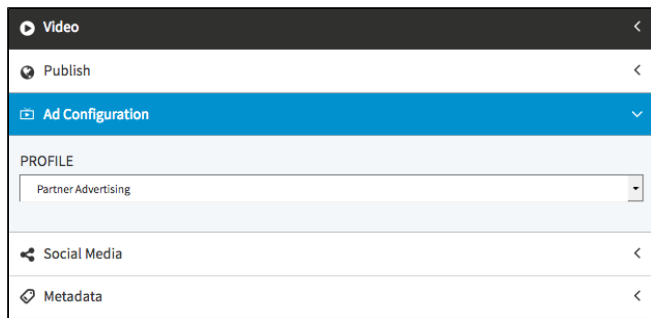 Video
Publish
Ad Configuration
PROFILE
Partner Advertising
Social Media
Metadata